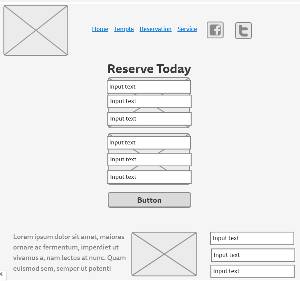 Home Temple Reservation Service
Reserve Today
Input text
Input text
Input text
Input text
Input text
Input text
Button
Lorem ipsum dolor sit amet, maiores
ornare ac fermentum, imperdiet ut
vivamus a, nam lectus at nunc. Quam
euismod sem, semper ut potenti
Input text
Input text
Input text